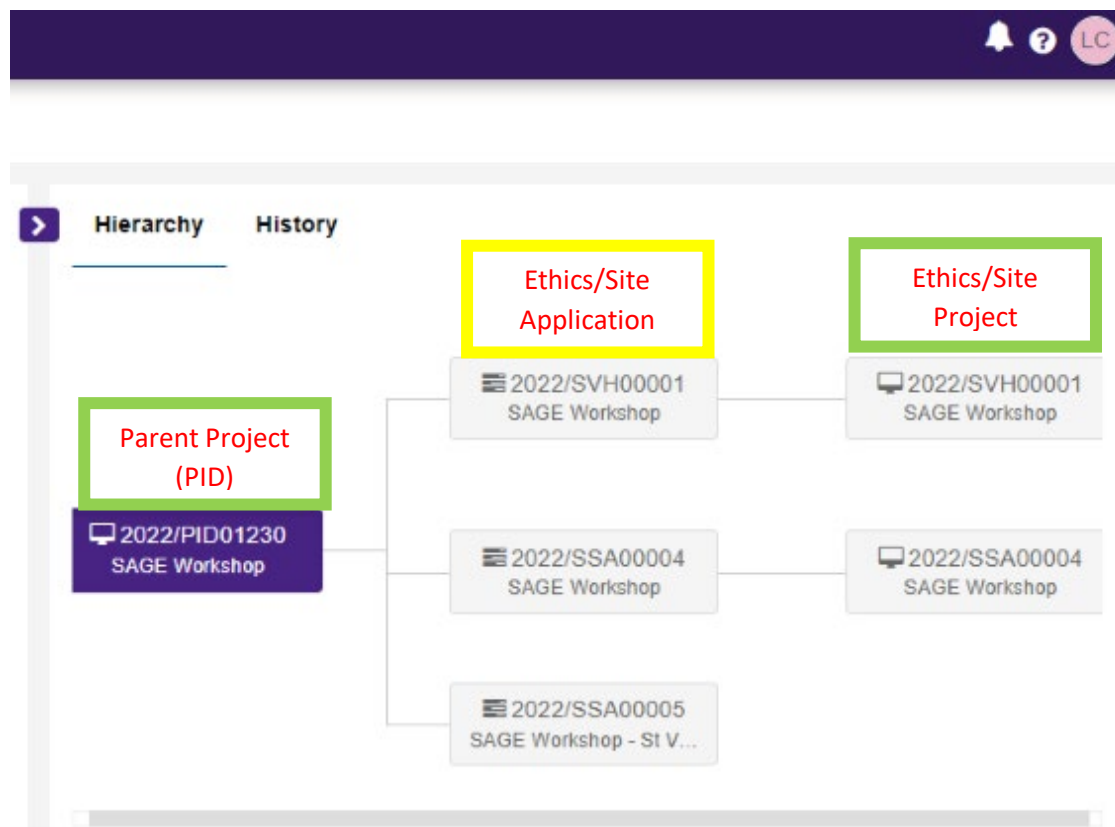 LC
Hierarchy History
Ethics/Site
Application
Ethics/Site
Project
2022/SVH00001
SAGE Workshop
2022/SVH00001
SAGE Workshop
Parent Project
(PID)
2022/PID01230
SAGE Workshop
2022/SSA00004
SAGE Workshop
2022/SSA00004
SAGE Workshop
2022/SSA00005
SAGE Workshop - St V...